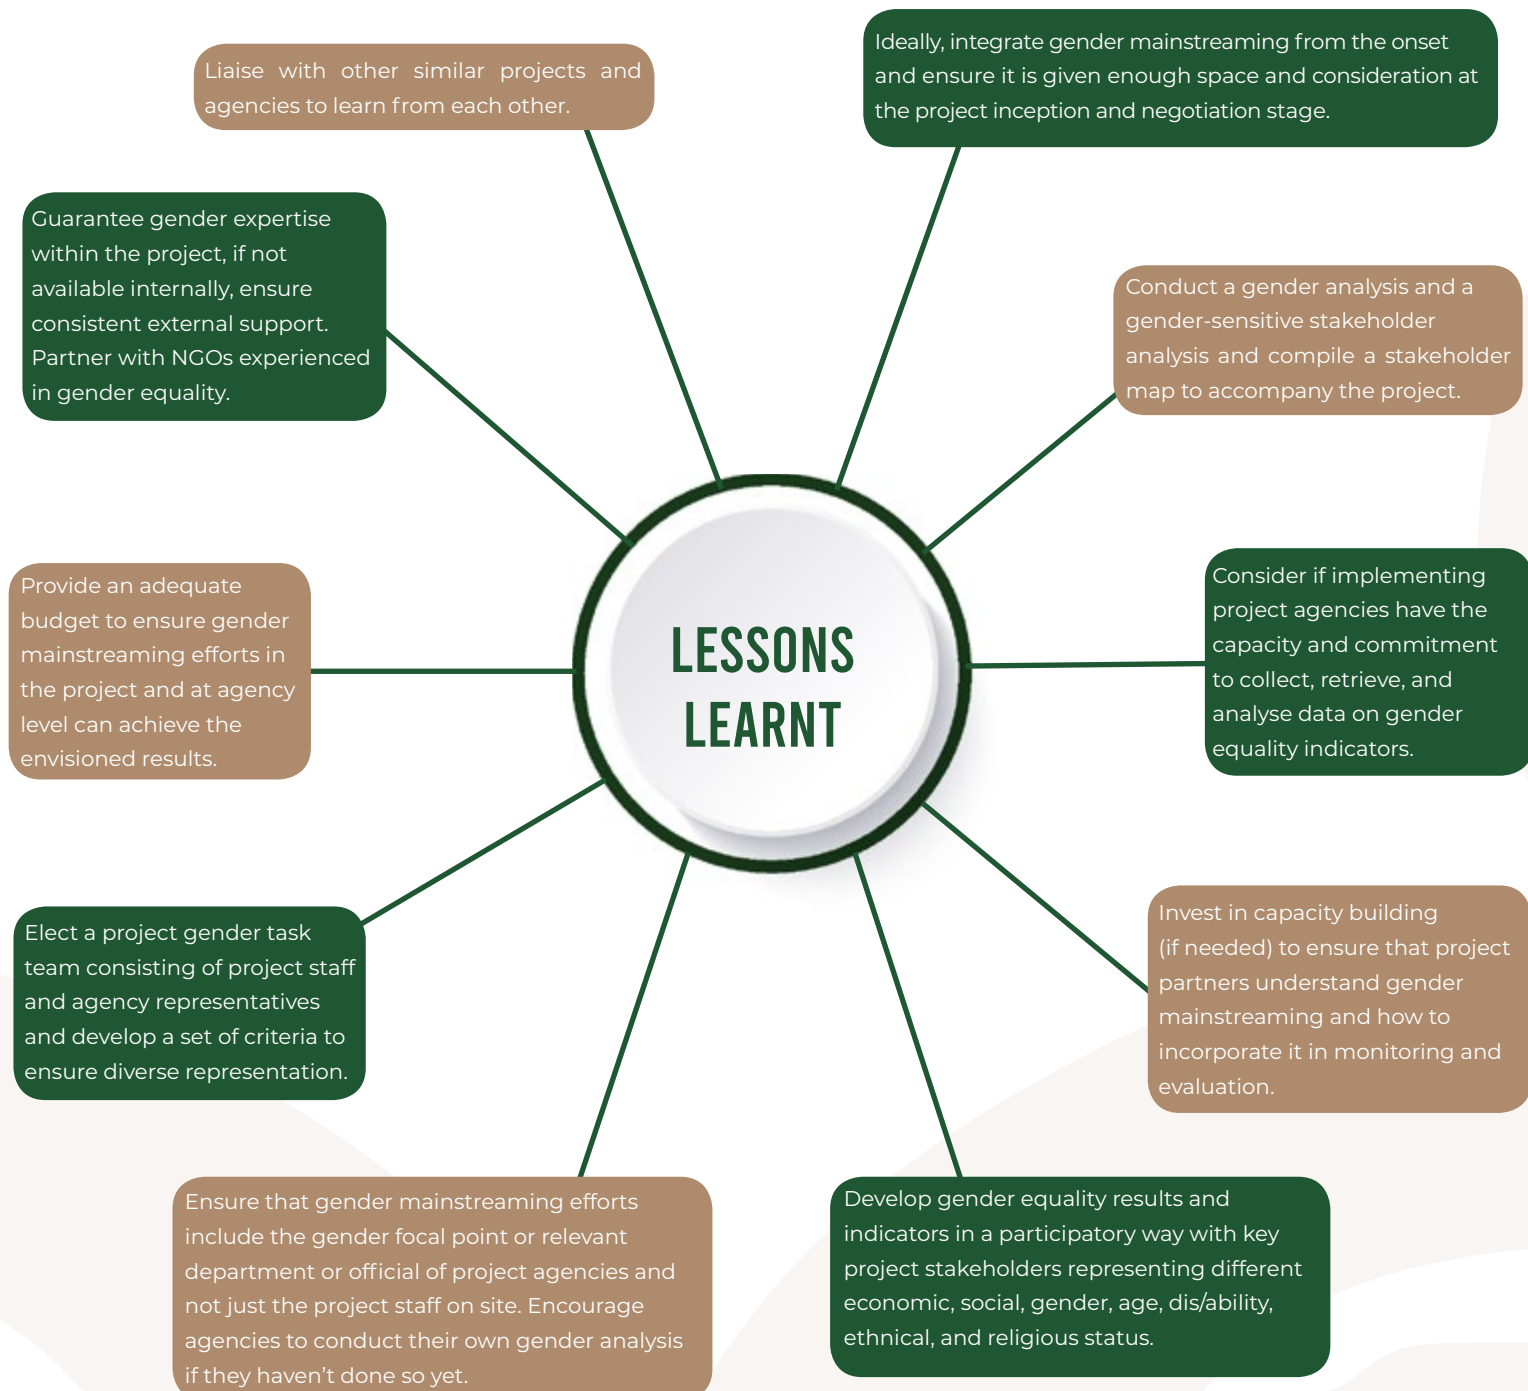 Liaise with other similar projects and
agencies to learn from each other.
Ideally, integrate gender mainstreaming from the onset
and ensure it is given enough space and consideration at
the project inception and negotiation stage.
Guarantee gender expertise
within the project, if not
available internally, ensure
consistent external support.
Partner with NGOs experienced
in gender equality.
Conduct a gender analysis and a
gender-sensitive stakeholder
analysis and compile a stakeholder
map to accompany the project.
Provide an adequate
budget to ensure gender
mainstreaming efforts in
the project and at agency
level can achieve the
envisioned results.
LESSONS
LEARNT
Consider if implementing
project agencies have the
capacity and commitment
to collect, retrieve, and
analyse data on gender
equality indicators.
Elect a project gender task
team consisting of project staff
and agency representatives
and develop a set of criteria to
ensure diverse representation.
Invest in capacity building
(if needed) to ensure that project
partners understand gender
mainstreaming and how to
incorporate it in monitoring and
evaluation.
Ensure that gender mainstreaming efforts
include the gender focal point or relevant
department or official of project agencies and
not just the project staff on site. Encourage
agencies to conduct their own gender analysis
if they haven't done so yet.
Develop gender equality results and
indicators in a participatory way with key
project stakeholders representing different
economic, social, gender, age, dis/ability,
ethnical, and religious status.